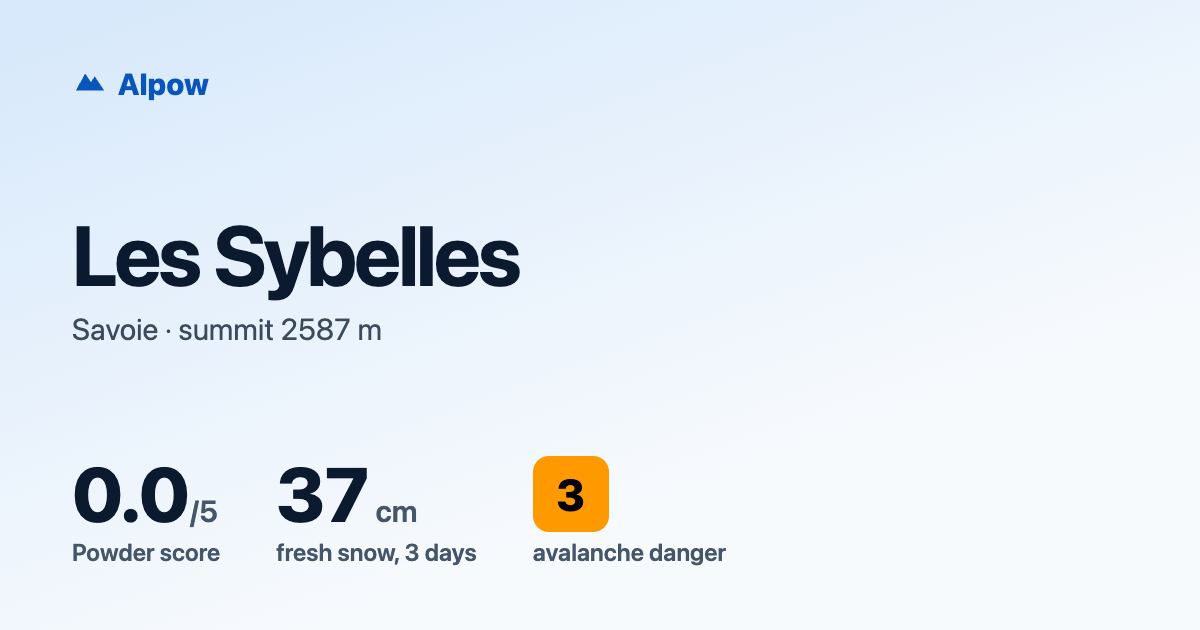 Alpow
Les Sybelles
Savoie · summit 2587 m
0.0/5 37 cm 3
Powder score fresh snow, 3 days avalanche danger